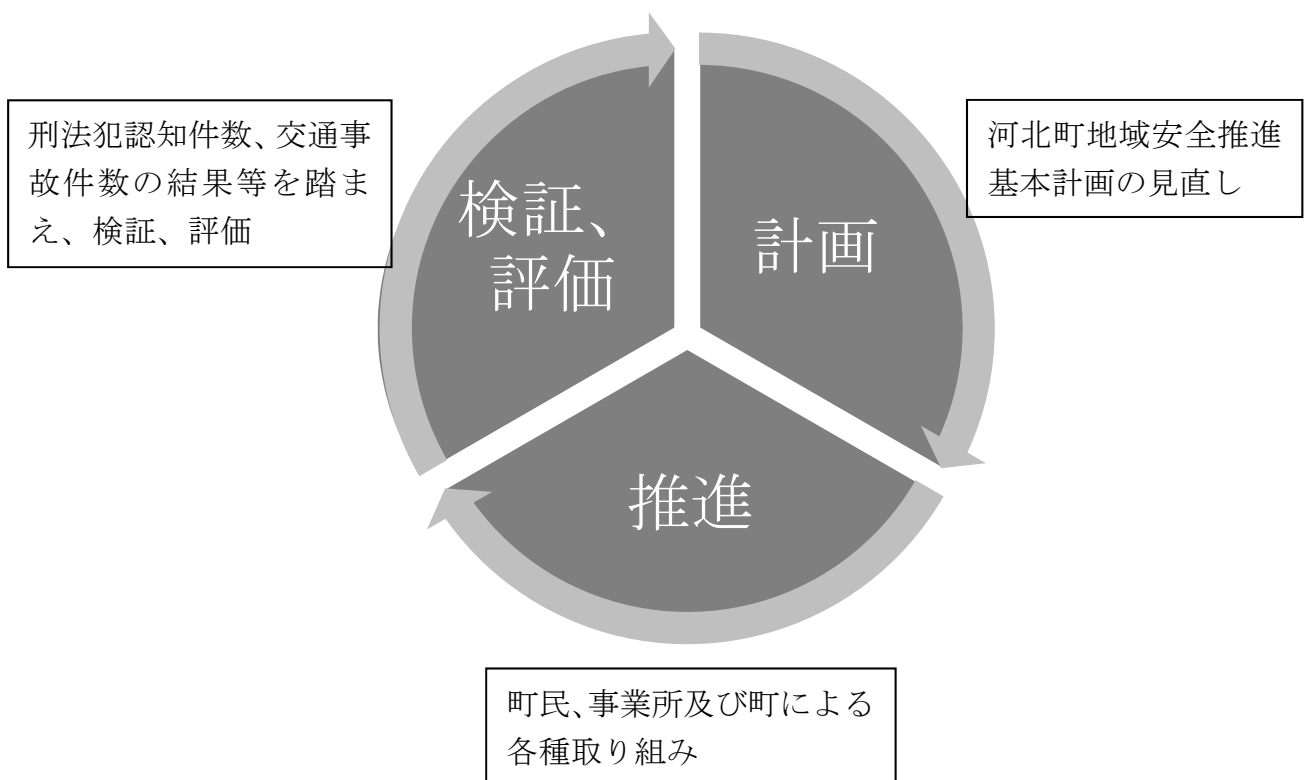 刑法犯認知件数、交通事
故件数の結果等を踏ま
え、検証、評価
検証、
評価
計画
河北町地域安全推進
基本計画の見直し
推進
町民、事業所及び町による
各種取り組み